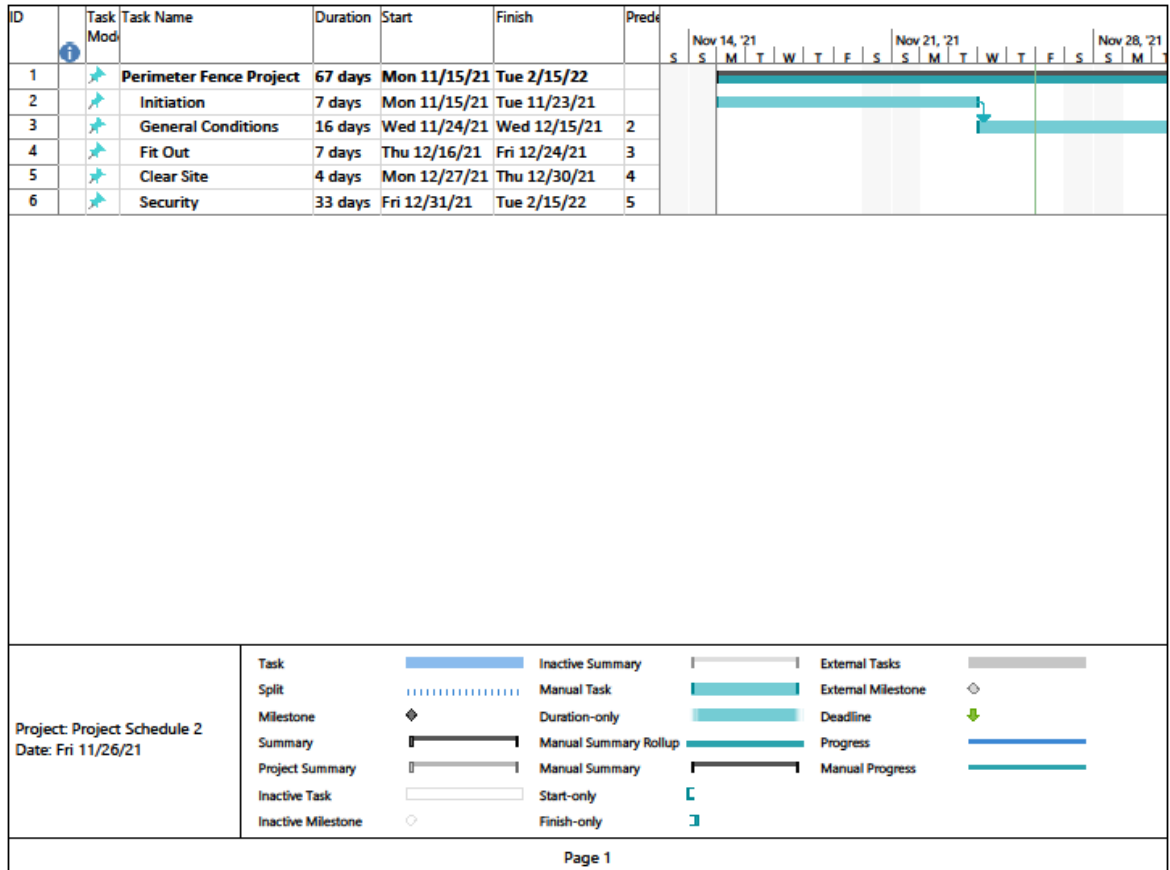 ID Task Mode Task Name Duration Start Finish Prede
Nov 14, '21 Nov 21, '21 Nov 28, '21
S S M T W T F S S M T W T F S S M T
1 Perimeter Fence Project 67 days Mon 11/15/21 Tue 2/15/22
2 Initiation 7 days Mon 11/15/21 Tue 11/23/21
3 General Conditions 16 days Wed 11/24/21 Wed 12/15/21 2
4 Fit Out 7 days Thu 12/16/21 Fri 12/24/21 3
5 Clear Site 4 days Mon 12/27/21 Thu 12/30/21 4
6 Security 33 days Fri 12/31/21 Tue 2/15/22 5
Project: Project Schedule 2
Date: Fri 11/26/21
Task Inactive Summary External Tasks
Split Manual Task External Milestone
Milestone Duration-only Deadline
Summary Manual Summary Rollup Progress
Project Summary Manual Summary Manual Progress
Inactive Task Start-only
Inactive Milestone Finish-only
Page 1